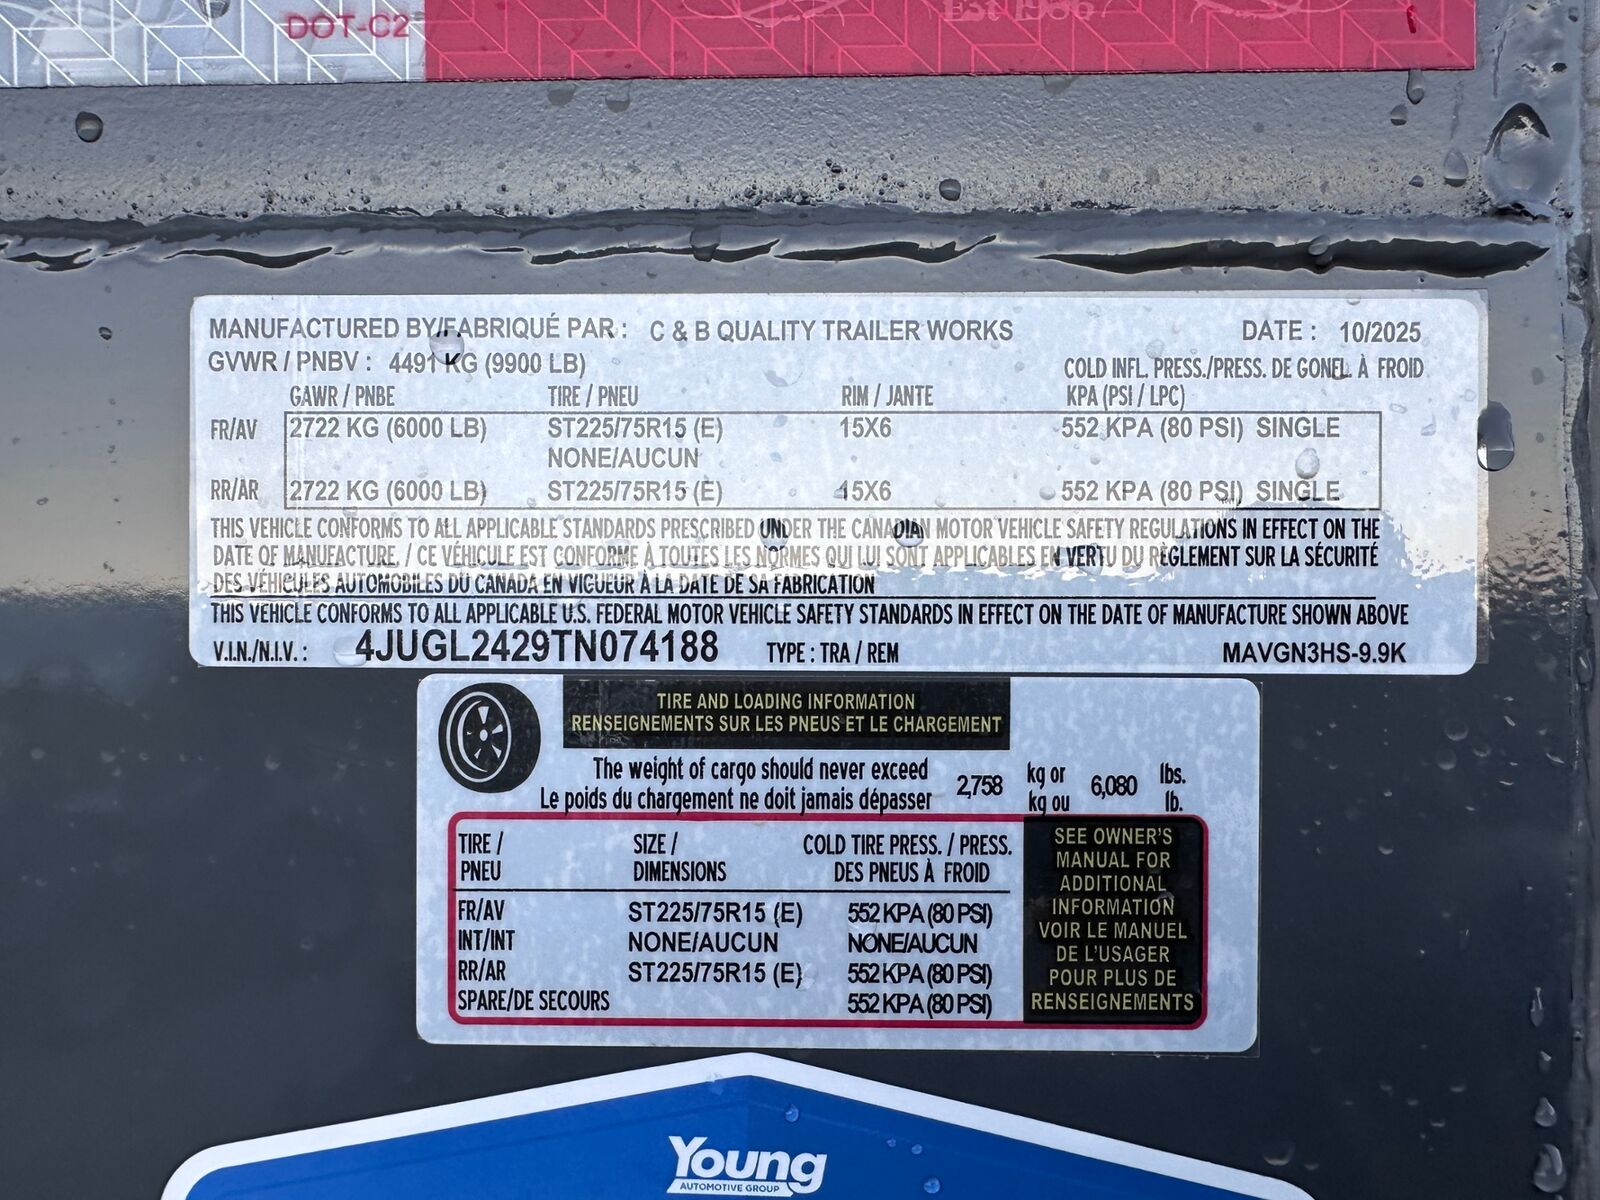 DOT-C2
Est 1986
MANUFACTURED BY/FABRIQUÉ PAR : C & B QUALITY TRAILER WORKS DATE : 10/2025
GVWR / PNBV : 4491 KG (9900 LB) COLD INFL. PRESS./PRESS. DE GONFL. À FROID
GAWR / PNBE TIRE / PNEU RIM / JANTE KPA (PSI / LPC)
FR/AV 2722 KG (6000 LB) ST225/75R15 (E) 15X6 552 KPA (80 PSI) SINGLE
NONE/AUCUN
RR/AR 2722 KG (6000 LB) ST225/75R15 (E) 15X6 552 KPA (80 PSI) SINGLE
THIS VEHICLE CONFORMS TO ALL APPLICABLE STANDARDS PRESCRIBED UNDER THE CANADIAN MOTOR VEHICLE SAFETY REGULATIONS IN EFFECT ON THE
DATE OF MANUFACTURE. / CE VÉHICULE EST CONFORME À TOUTES LES NORMES QUI LUI SONT APPLICABLES EN VERTU DU RÈGLEMENT SUR LA SÉCURITÉ
DES VÉHICULES AUTOMOBILES DU CANADA EN VIGUEUR À LA DATE DE SA FABRICATION
THIS VEHICLE CONFORMS TO ALL APPLICABLE U.S. FEDERAL MOTOR VEHICLE SAFETY STANDARDS IN EFFECT ON THE DATE OF MANUFACTURE SHOWN ABOVE
V.I.N./N.I.V. : 4JUGL2429TN074188 TYPE : TRA / REM MAVGN3HS-9.9K
TIRE AND LOADING INFORMATION
RENSEIGNEMENTS SUR LES PNEUS ET LE CHARGEMENT
The weight of cargo should never exceed 2,758 kg or 6,080 lbs.
Le poids du chargement ne doit jamais dépasser kg ou lb.
TIRE / SIZE / COLD TIRE PRESS. / PRESS.
PNEU DIMENSIONS DES PNEUS À FROID
FR/AV ST225/75R15 (E) 552 KPA (80 PSI)
INT/INT NONE/AUCUN NONE/AUCUN
RR/AR ST225/75R15 (E) 552 KPA (80 PSI)
SPARE/DE SECOURS 552 KPA (80 PSI)
SEE OWNER'S
MANUAL FOR
ADDITIONAL
INFORMATION
VOIR LE MANUEL
DE L'USAGER
POUR PLUS DE
RENSEIGNEMENTS
Young
AUTOMOTIVE GROUP